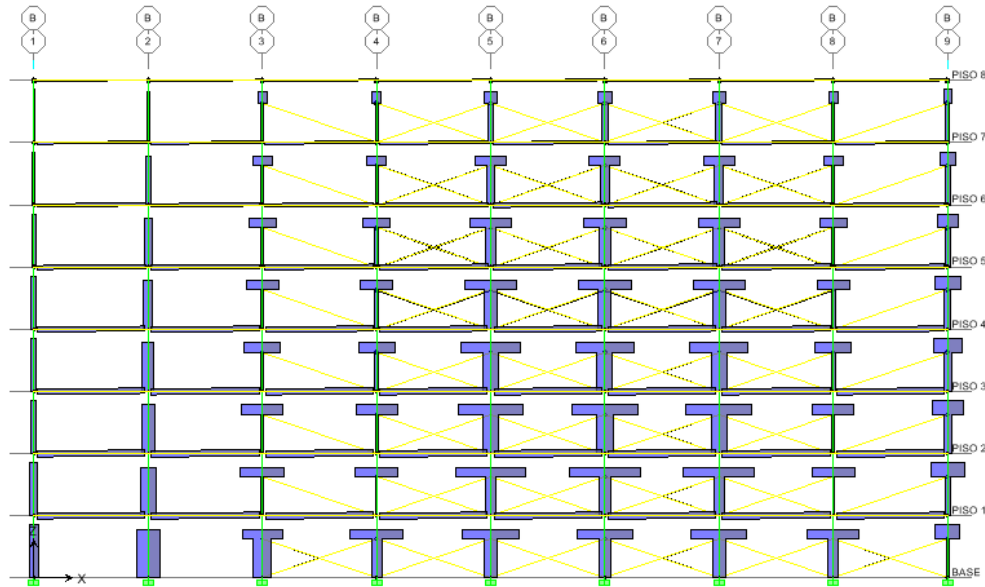 B B B B B B B B B
1 2 3 4 5 6 7 8 9
PISO 8
PISO 7
PISO 6
PISO 5
PISO 4
PISO 3
PISO 2
PISO 1
Z
X
BASE